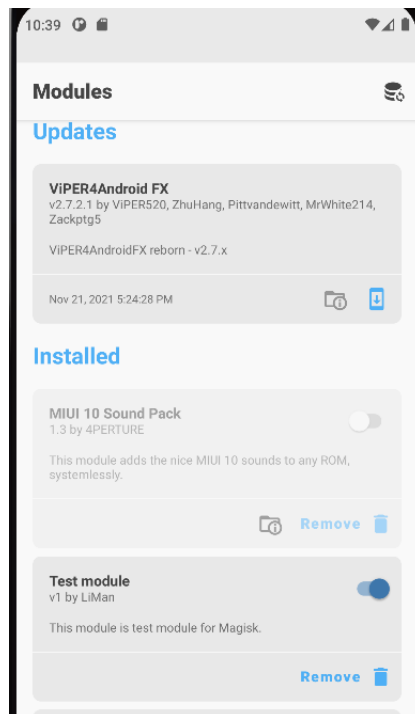 10:39
Modules
Updates
ViPER4Android FX
v2.7.2.1 by ViPER520, ZhuHang, Pittvandewitt, MrWhite214,
Zackptg5
ViPER4AndroidFX reborn - v2.7.x
Nov 21, 2021 5:24:28 PM
Installed
MIUI 10 Sound Pack
1.3 by 4PERTURE
This module adds the nice MIUI 10 sounds to any ROM,
systemlessly.
Remove
Test module
v1 by LiMan
This module is test module for Magisk.
Remove